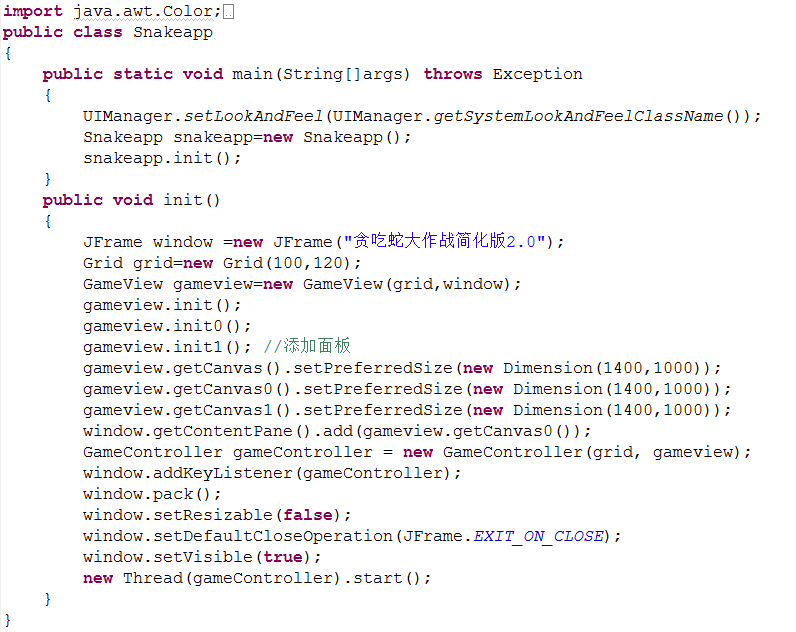 import java.awt.Color;
public class Snakeapp
{
    public static void main(String[]args) throws Exception
    {
        UIManager.setLookAndFeel(UIManager.getSystemLookAndFeelClassName());
        Snakeapp snakeapp=new Snakeapp();
        snakeapp.init();
    }
    public void init()
    {
        JFrame window =new JFrame("贪吃蛇大作战简化版2.0");
        Grid grid=new Grid(100,120);
        GameView gameview=new GameView(grid,window);
        gameview.init();
        gameview.init0();
        gameview.init1(); //添加面板
        gameview.getCanvas().setPreferredSize(new Dimension(1400,1000));
        gameview.getCanvas0().setPreferredSize(new Dimension(1400,1000));
        gameview.getCanvas1().setPreferredSize(new Dimension(1400,1000));
        window.getContentPane().add(gameview.getCanvas0());
        GameController gameController = new GameController(grid, gameview);
        window.addKeyListener(gameController);
        window.pack();
        window.setResizable(false);
        window.setDefaultCloseOperation(JFrame.EXIT_ON_CLOSE);
        window.setVisible(true);
        new Thread(gameController).start();
    }
}